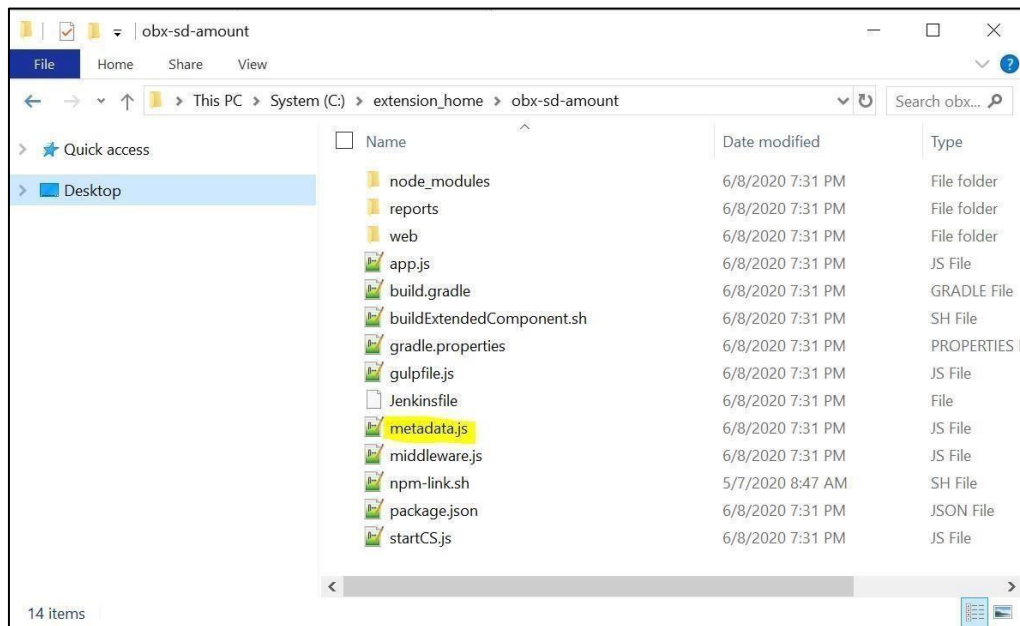 obx-sd-amount
File Home Share View
This PC > System (C:) > extension_home > obx-sd-amount Search obx...
Quick access
Desktop
Name Date modified Type
node_modules 6/8/2020 7:31 PM File folder
reports 6/8/2020 7:31 PM File folder
web 6/8/2020 7:31 PM File folder
app.js 6/8/2020 7:31 PM JS File
build.gradle 6/8/2020 7:31 PM GRADLE File
buildExtendedComponent.sh 6/8/2020 7:31 PM SH File
gradle.properties 6/8/2020 7:31 PM PROPERTIES
gulpfile.js 6/8/2020 7:31 PM JS File
Jenkinsfile 6/8/2020 7:31 PM File
metadata.js 6/8/2020 7:31 PM JS File
middleware.js 6/8/2020 7:31 PM JS File
npm-link.sh 5/7/2020 8:47 AM SH File
package.json 6/8/2020 7:31 PM JSON File
startCS.js 6/8/2020 7:31 PM JS File
14 items